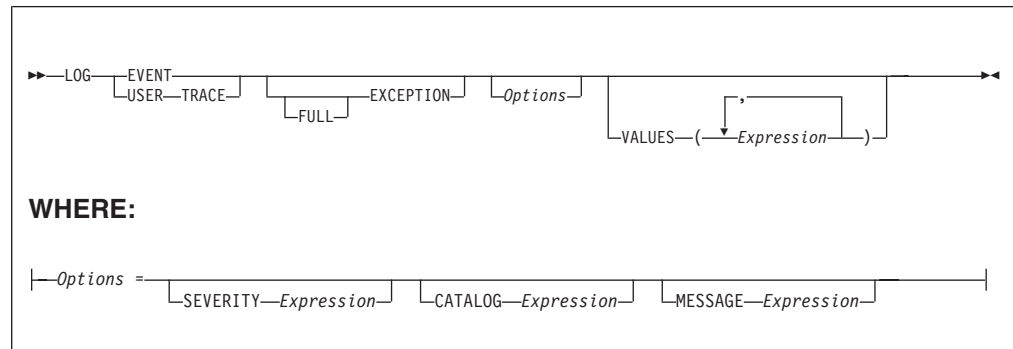 LOG EVENT
USER TRACE
FULL EXCEPTION
Options
VALUES ( , Expression )
WHERE:
Options =
SEVERITY Expression CATALOG Expression MESSAGE Expression